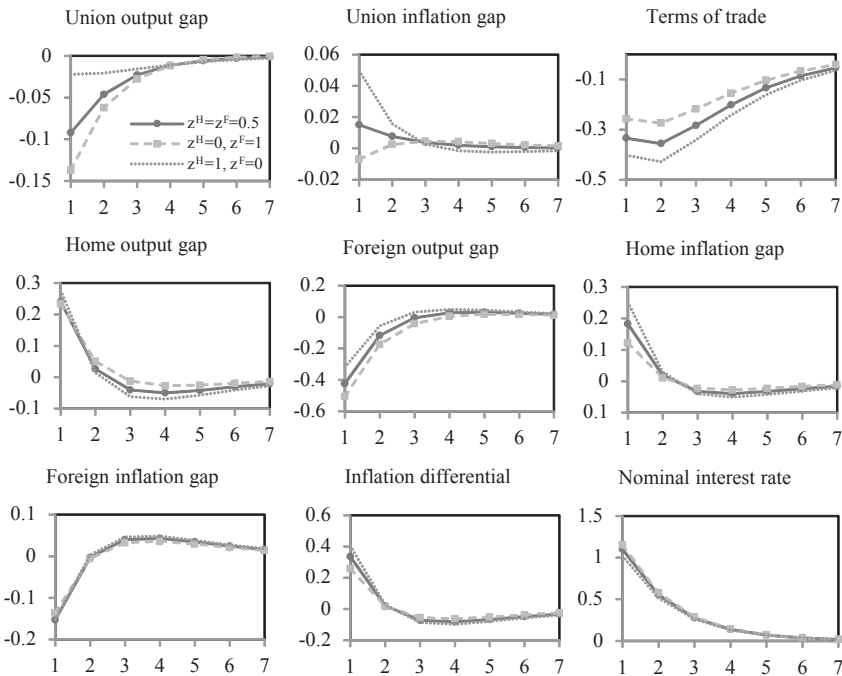 Union output gap
Union inflation gap
Terms of trade
0
-0.05
-0.1
-0.15
zᴴ=zᶠ=0.5
zᴴ=0, zᶠ=1
zᴴ=1, zᶠ=0
1 2 3 4 5 6 7
0.06
0.04
0.02
0
-0.02
1 2 3 4 5 6 7
-0.1
-0.3
-0.5
1 2 3 4 5 6 7
Home output gap
Foreign output gap
Home inflation gap
0.3
0.2
0.1
0
-0.1
1 2 3 4 5 6 7
0.2
0
-0.2
-0.4
-0.6
1 2 3 4 5 6 7
0.3
0.2
0.1
0
0.1
1 2 3 4 5 6 7
Foreign inflation gap
Inflation differential
Nominal interest rate
0.1
0
-0.1
-0.2
1 2 3 4 5 6 7
0.6
0.4
0.2
0
-0.2
1 2 3 4 5 6 7
1.5
1
0.5
0
1 2 3 4 5 6 7